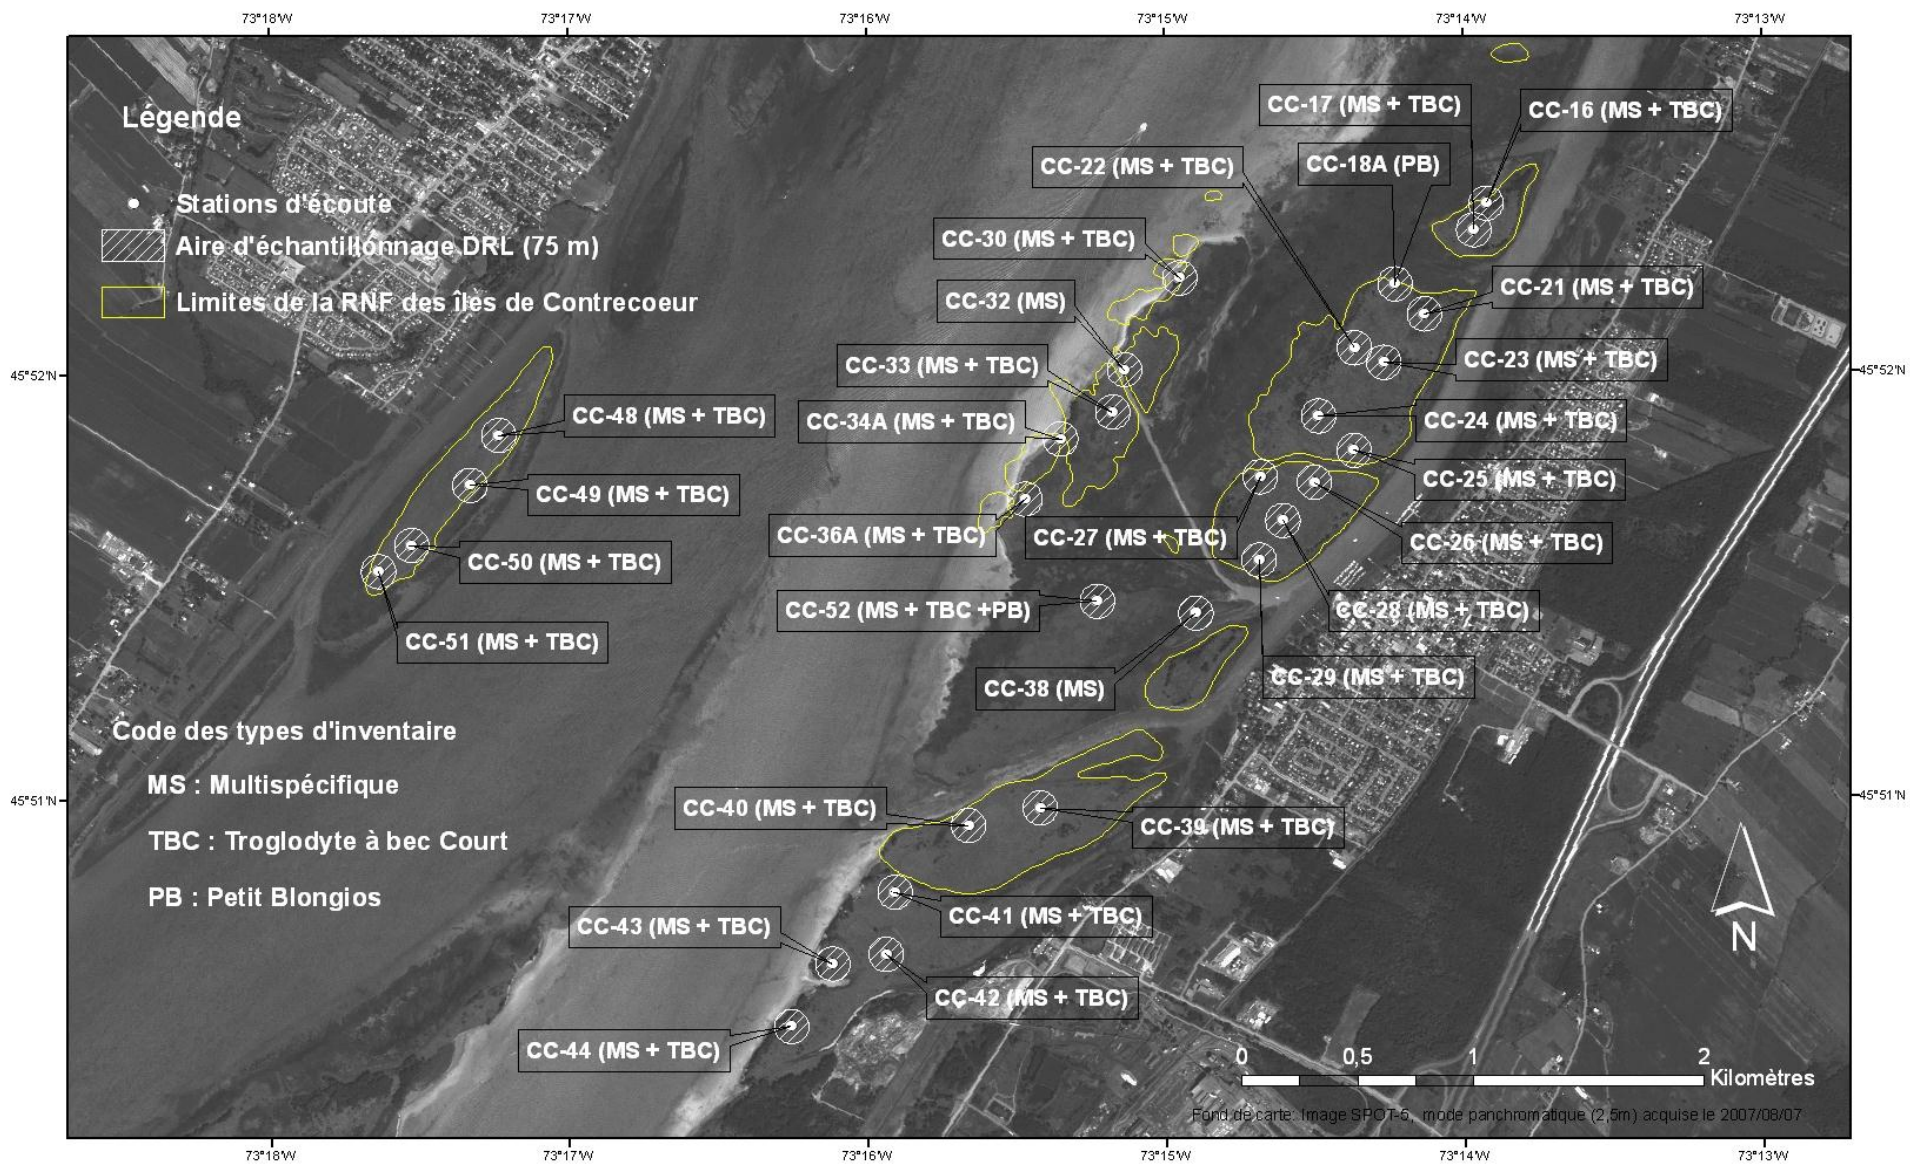 73°18'W 73°17'W 73°16'W 73°15'W 73°14'W 73°13'W
Légende
Stations d'écoute
Aire d'échantillonnage DRL (75 m)
Limites de la RNF des îles de Contrecoeur
CC-17 (MS + TBC)
CC-16 (MS + TBC)
CC-22 (MS + TBC)
CC-18A (PB)
CC-30 (MS + TBC)
CC-21 (MS + TBC)
CC-32 (MS)
CC-33 (MS + TBC)
CC-23 (MS + TBC)
45°52'N
45°52'N
CC-48 (MS + TBC)
CC-34A (MS + TBC)
CC-24 (MS + TBC)
CC-49 (MS + TBC)
CC-25 (MS + TBC)
CC-36A (MS + TBC)
CC-27 (MS + TBC)
CC-26 (MS + TBC)
CC-50 (MS + TBC)
CC-52 (MS + TBC +PB)
CC-28 (MS + TBC)
CC-51 (MS + TBC)
CC-38 (MS)
CC-29 (MS + TBC)
Code des types d'inventaire
MS : Multispécifique
TBC : Troglodyte à bec Court
PB : Petit Blongios
45°51'N
45°51'N
CC-40 (MS + TBC)
CC-39 (MS + TBC)
CC-41 (MS + TBC)
CC-43 (MS + TBC)
CC-42 (MS + TBC)
CC-44 (MS + TBC)
N
0 0,5 1 2
Kilomètres
Fond de carte: Image SPOT-5, mode panchromatique (2,5m) acquise le 2007/08/07
73°18'W 73°17'W 73°16'W 73°15'W 73°14'W 73°13'W